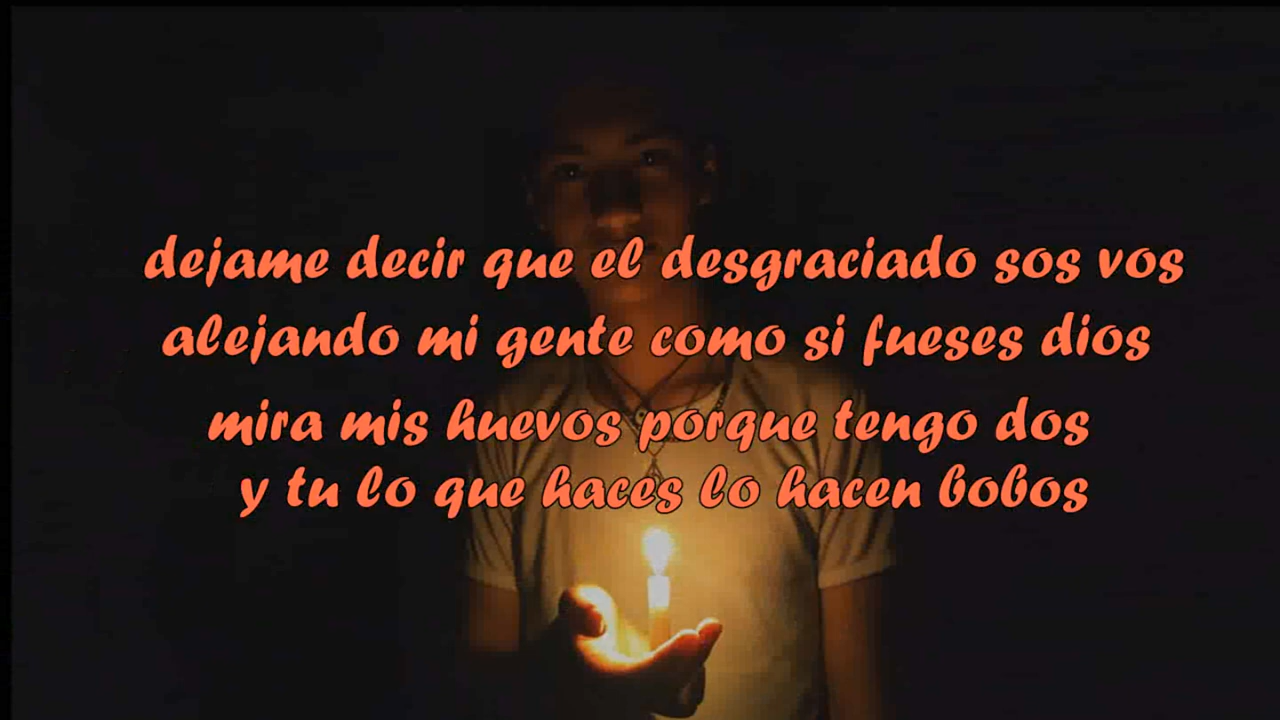 dejame decir que el desgraciado sos vos
alejando mi gente como si fueses dios
mira mis huevos porque tengo dos
y tu lo que haces lo hacen bobos